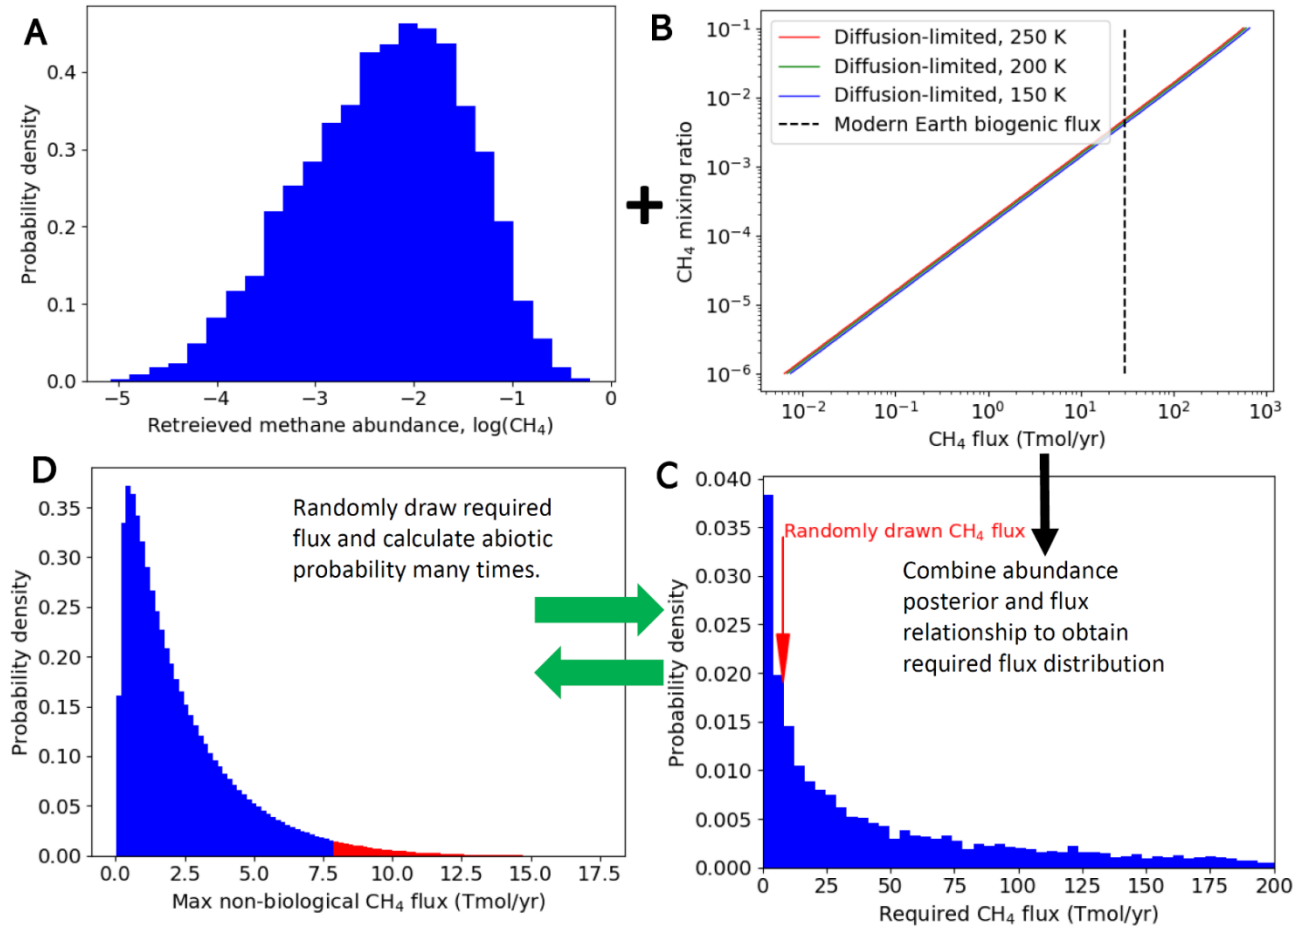 A
0.4
0.3
0.2
0.1
0.0
Probability density
−5
−4
−3
−2
−1
0
Retreieved methane abundance, log(CH₄)
+
B
Diffusion-limited, 250 K
Diffusion-limited, 200 K
Diffusion-limited, 150 K
Modern Earth biogenic flux
10⁻¹
10⁻²
10⁻³
10⁻⁴
10⁻⁵
10⁻⁶
CH₄ mixing ratio
10⁻²
10⁻¹
10⁰
10¹
10²
10³
CH₄ flux (Tmol/yr)
D
Randomly draw required
flux and calculate abiotic
probability many times.
0.35
0.30
0.25
0.20
0.15
0.10
0.05
0.00
Probability density
0.0
2.5
5.0
7.5
10.0
12.5
15.0
17.5
Max non-biological CH₄ flux (Tmol/yr)
C
Randomly drawn CH₄ flux
Combine abundance
posterior and flux
relationship to obtain
required flux distribution
0.040
0.035
0.030
0.025
0.020
0.015
0.010
0.005
0.000
Probability density
0
25
50
75
100
125
150
175
200
Required CH₄ flux (Tmol/yr)